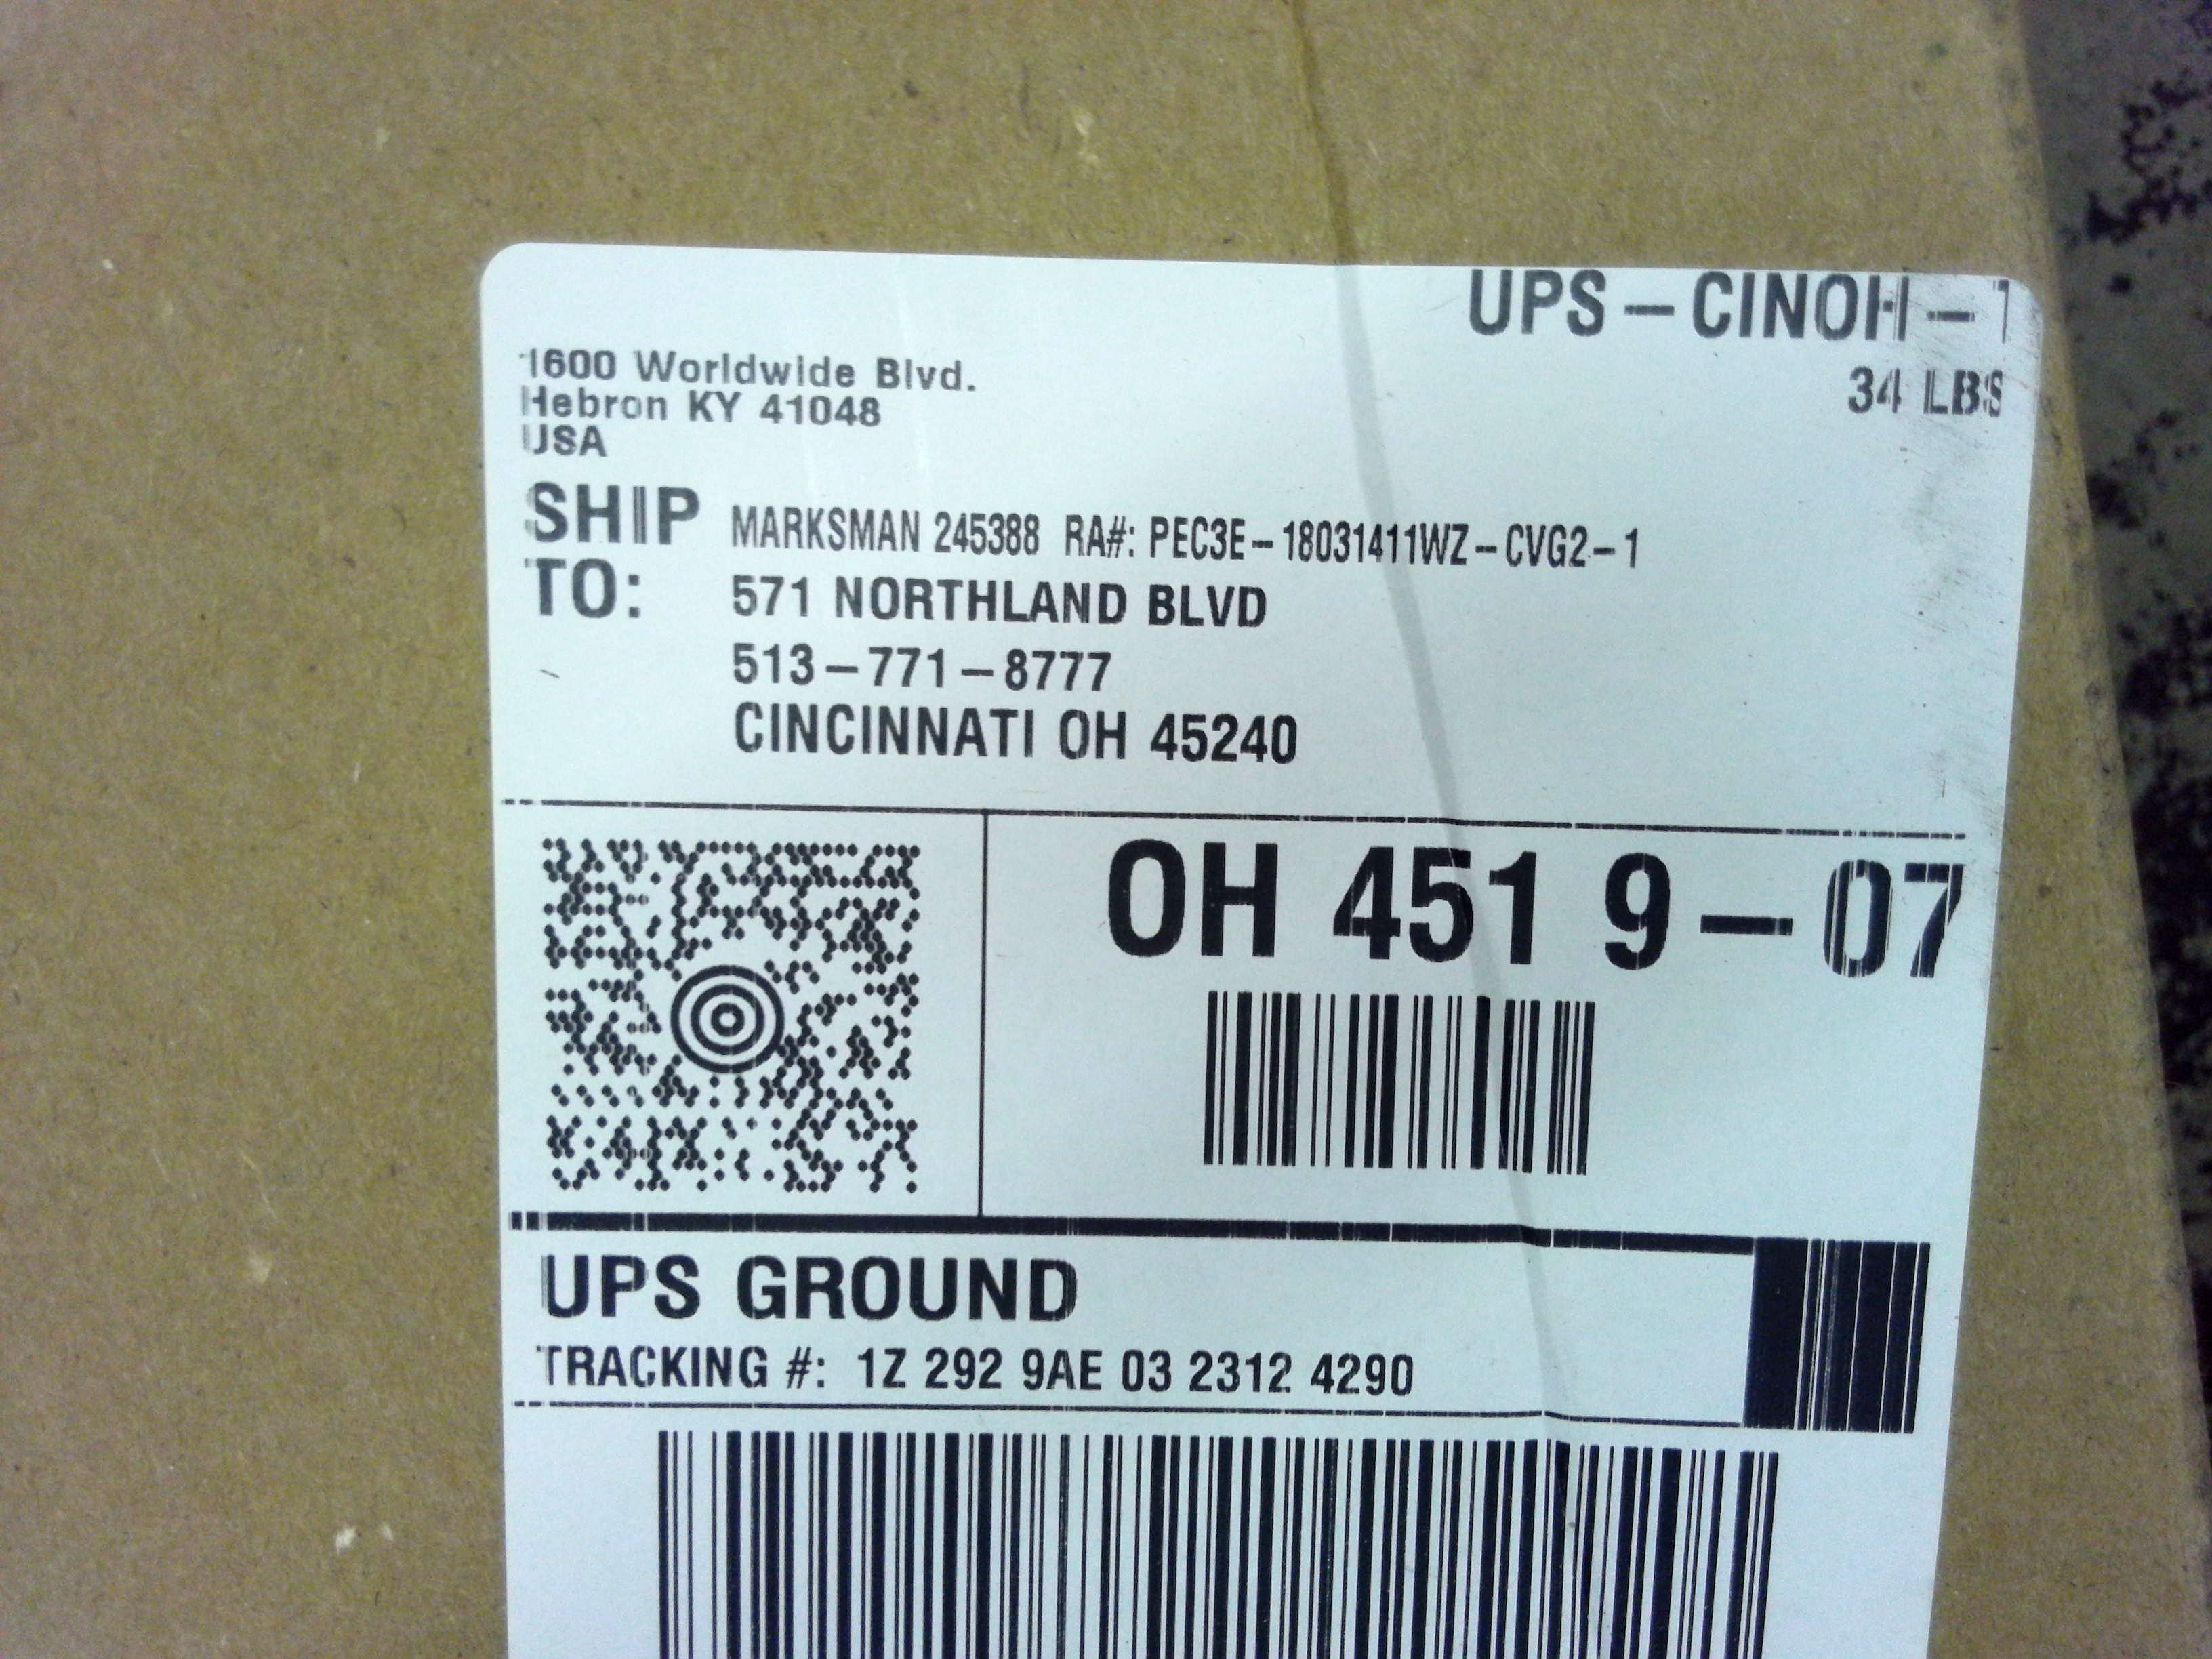 UPS-CINOH-1
34 LBS
1600 Worldwide Blvd.
Hebron KY 41048
USA
SHIP TO:
MARKSMAN 245388 RA#: PEC3E-18031411WZ-CVG2-1
571 NORTHLAND BLVD
513-771-8777
CINCINNATI OH 45240
OH 451 9-07
UPS GROUND
TRACKING #: 1Z 292 9AE 03 2312 4290